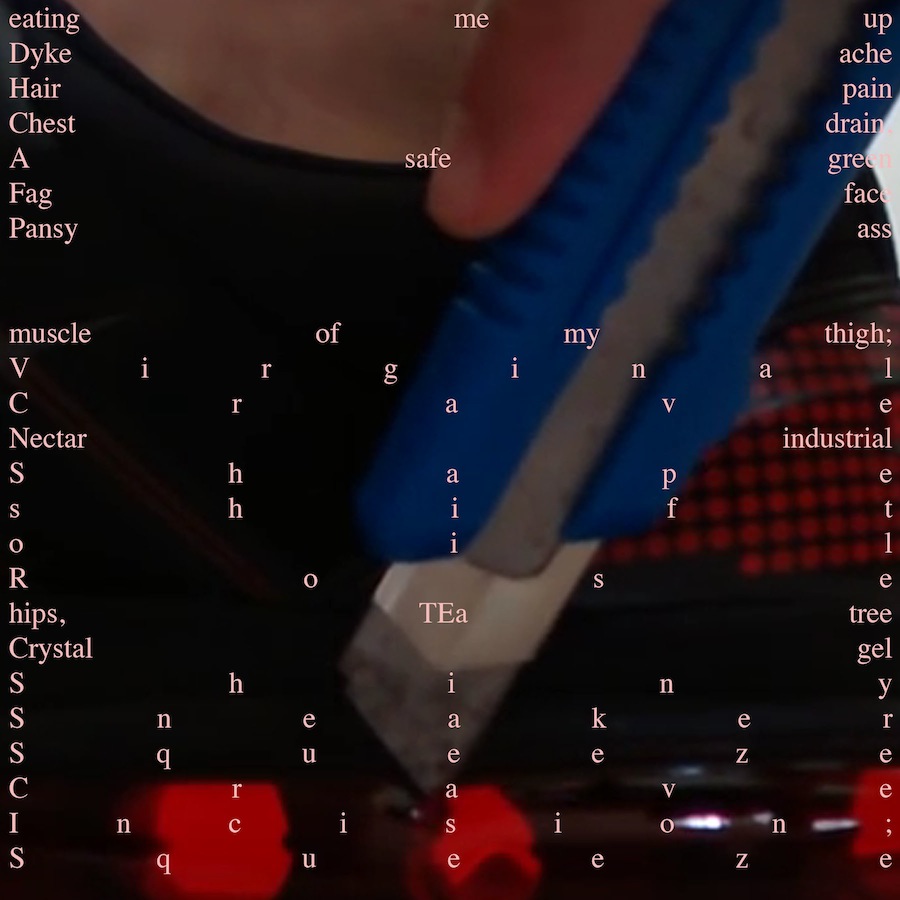 eating me up
Dyke ache
Hair pain
Chest drain.
A safe green
Fag face
Pansy ass
muscle of my thigh;
V i r g i n a l
C r a v e
Nectar industrial
S h a p e
s h i f t
o i l
R o s e
hips, TEa tree
Crystal gel
S h i n y
S n e a k e r
S q u e e z e
C r a v e
I n c i s i o n ;
S q u e e z e